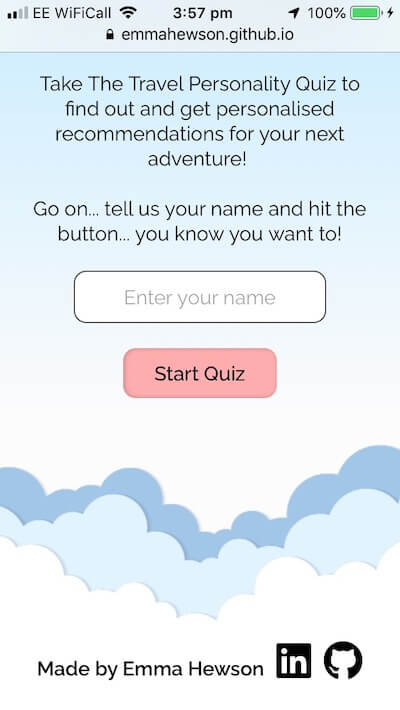 EE WiFiCall 3:57 pm 100%
emmahewson.github.io
Take The Travel Personality Quiz to
find out and get personalised
recommendations for your next
adventure!
Go on... tell us your name and hit the
button... you know you want to!
Enter your name
Start Quiz
Made by Emma Hewson in